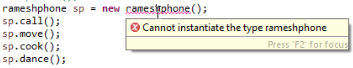 rameshphone sp = new rameshphone();
sp.call();
Cannot instantiate the type rameshphone
sp.move();
sp.cook();
Press 'F2' for focus
sp.dance();